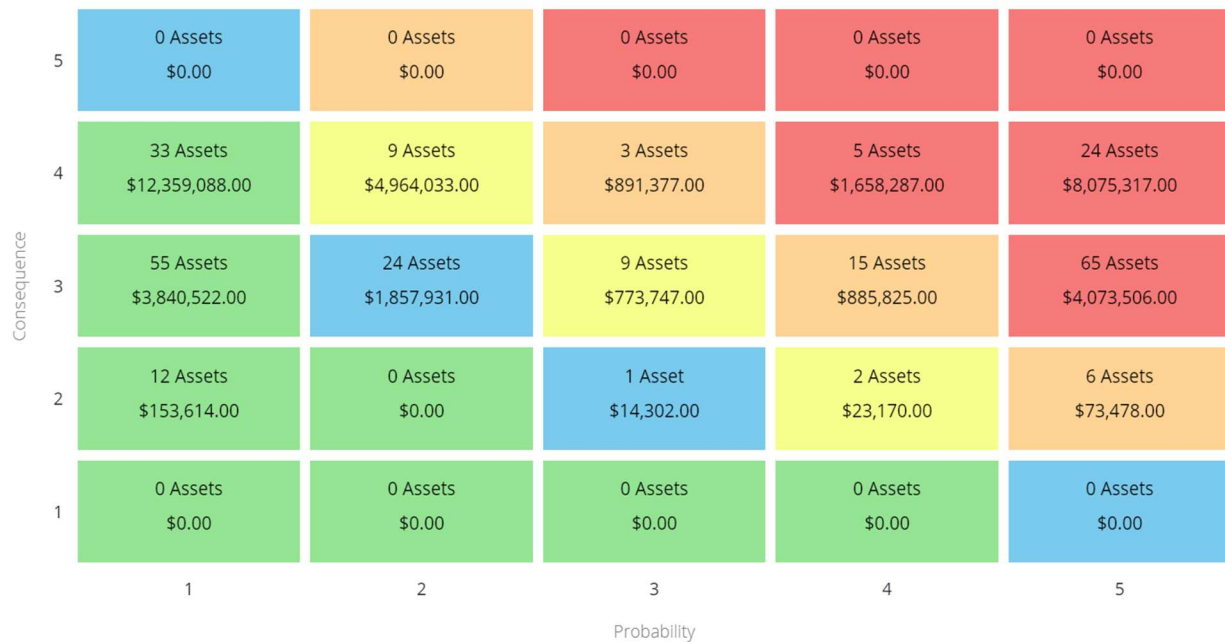 5
0 Assets
$0.00
0 Assets
$0.00
0 Assets
$0.00
0 Assets
$0.00
0 Assets
$0.00
4
33 Assets
$12,359,088.00
9 Assets
$4,964,033.00
3 Assets
$891,377.00
5 Assets
$1,658,287.00
24 Assets
$8,075,317.00
Consequence
3
55 Assets
$3,840,522.00
24 Assets
$1,857,931.00
9 Assets
$773,747.00
15 Assets
$885,825.00
65 Assets
$4,073,506.00
2
12 Assets
$153,614.00
0 Assets
$0.00
1 Asset
$14,302.00
2 Assets
$23,170.00
6 Assets
$73,478.00
1
0 Assets
$0.00
0 Assets
$0.00
0 Assets
$0.00
0 Assets
$0.00
0 Assets
$0.00
1
2
3
4
5
Probability